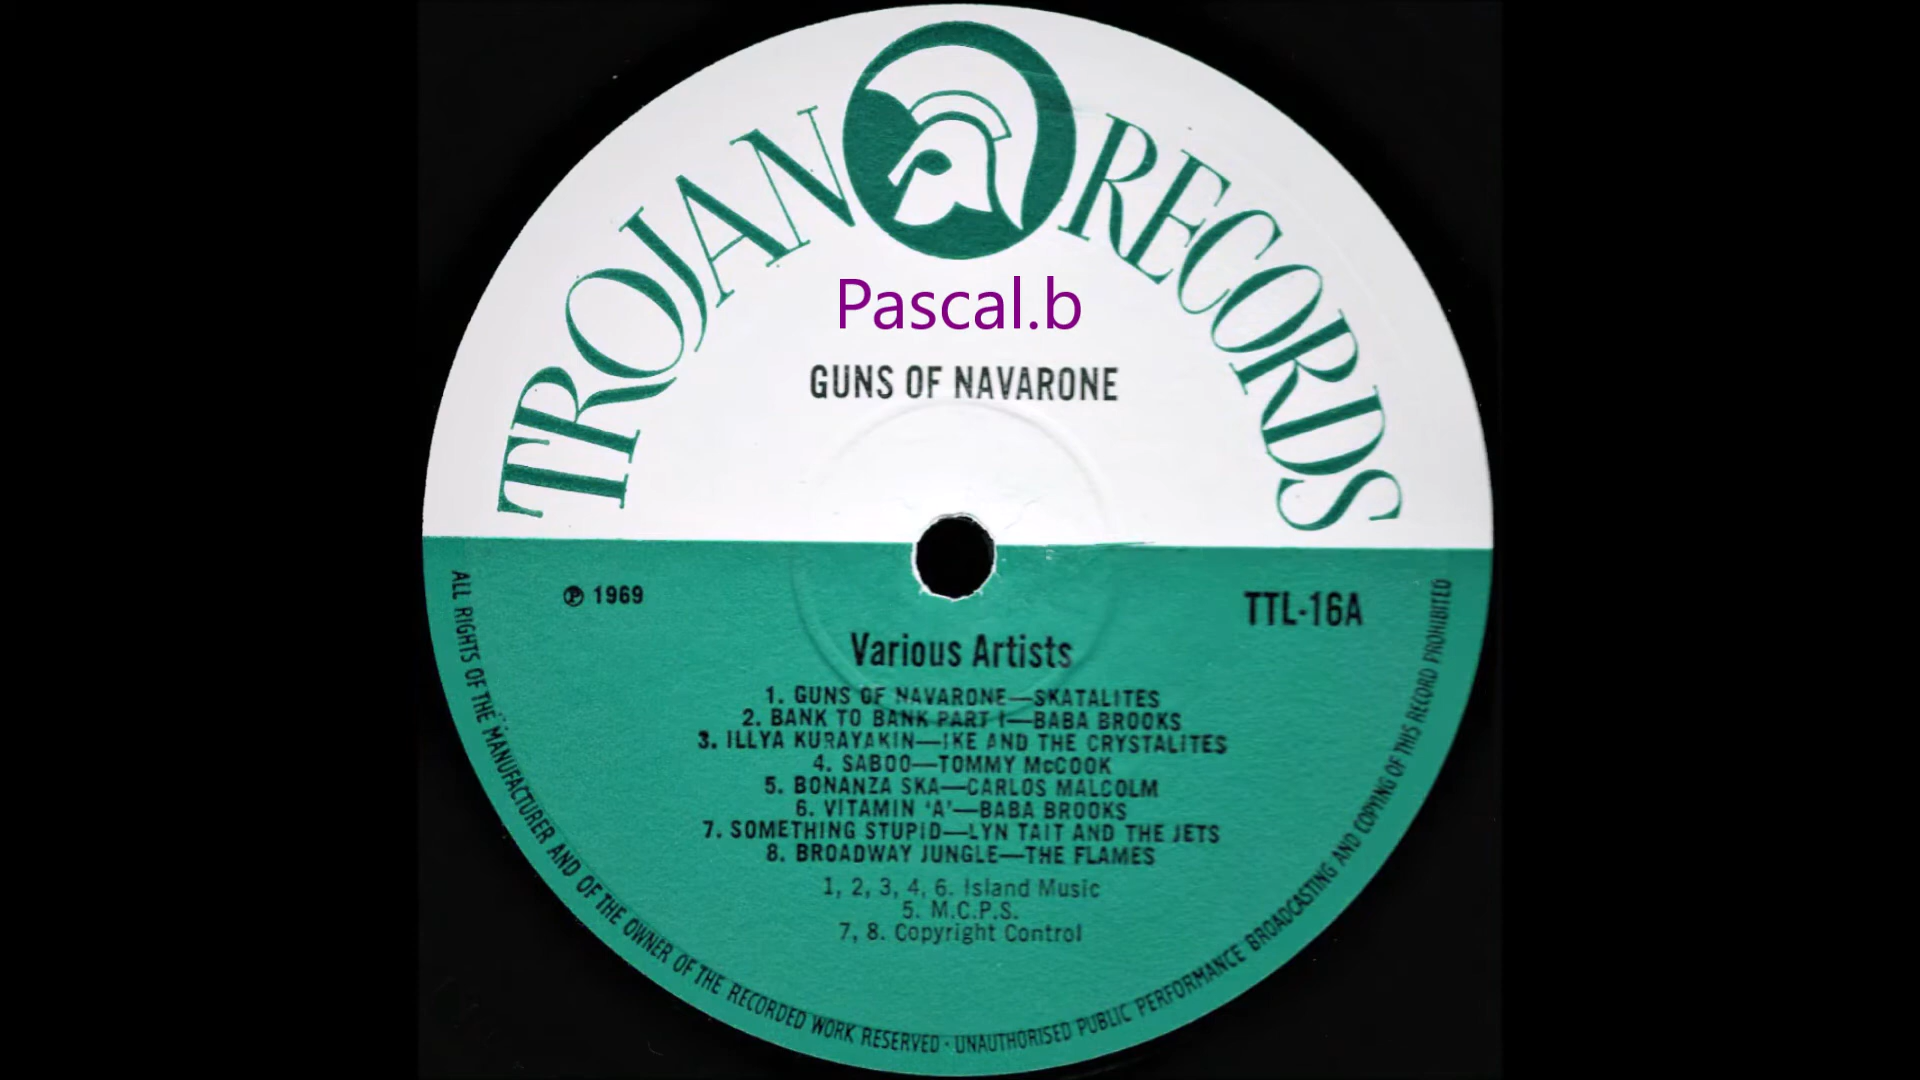 TROJAN RECORDS
Pascal.b
GUNS OF NAVARONE
Ⓟ 1969
TTL-16A
Various Artists
1. GUNS OF NAVARONE—SKATALITES
2. BANK TO BANK PART I—BABA BROOKS
3. ILLYA KURAYAKIN—IKE AND THE CRYSTALITES
4. SABOO—TOMMY McCOOK
5. BONANZA SKA—CARLOS MALCOLM
6. VITAMIN 'A'—BABA BROOKS
7. SOMETHING STUPID—LYN TAIT AND THE JETS
8. BROADWAY JUNGLE—THE FLAMES
1, 2, 3, 4, 6. Island Music
5. M.C.P.S.
7, 8. Copyright Control
ALL RIGHTS OF THE MANUFACTURER AND OF THE OWNER OF THE RECORDED WORK RESERVED · UNAUTHORISED PUBLIC PERFORMANCE BROADCASTING AND COPYING OF THIS RECORD PROHIBITED